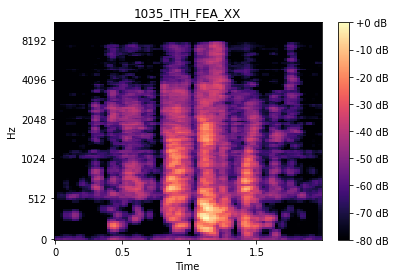 1035_ITH_FEA_XX
8192
4096
2048
1024
512
0
Hz
0
0.5
1
1.5
Time
+0 dB
-10 dB
-20 dB
-30 dB
-40 dB
-50 dB
-60 dB
-70 dB
-80 dB